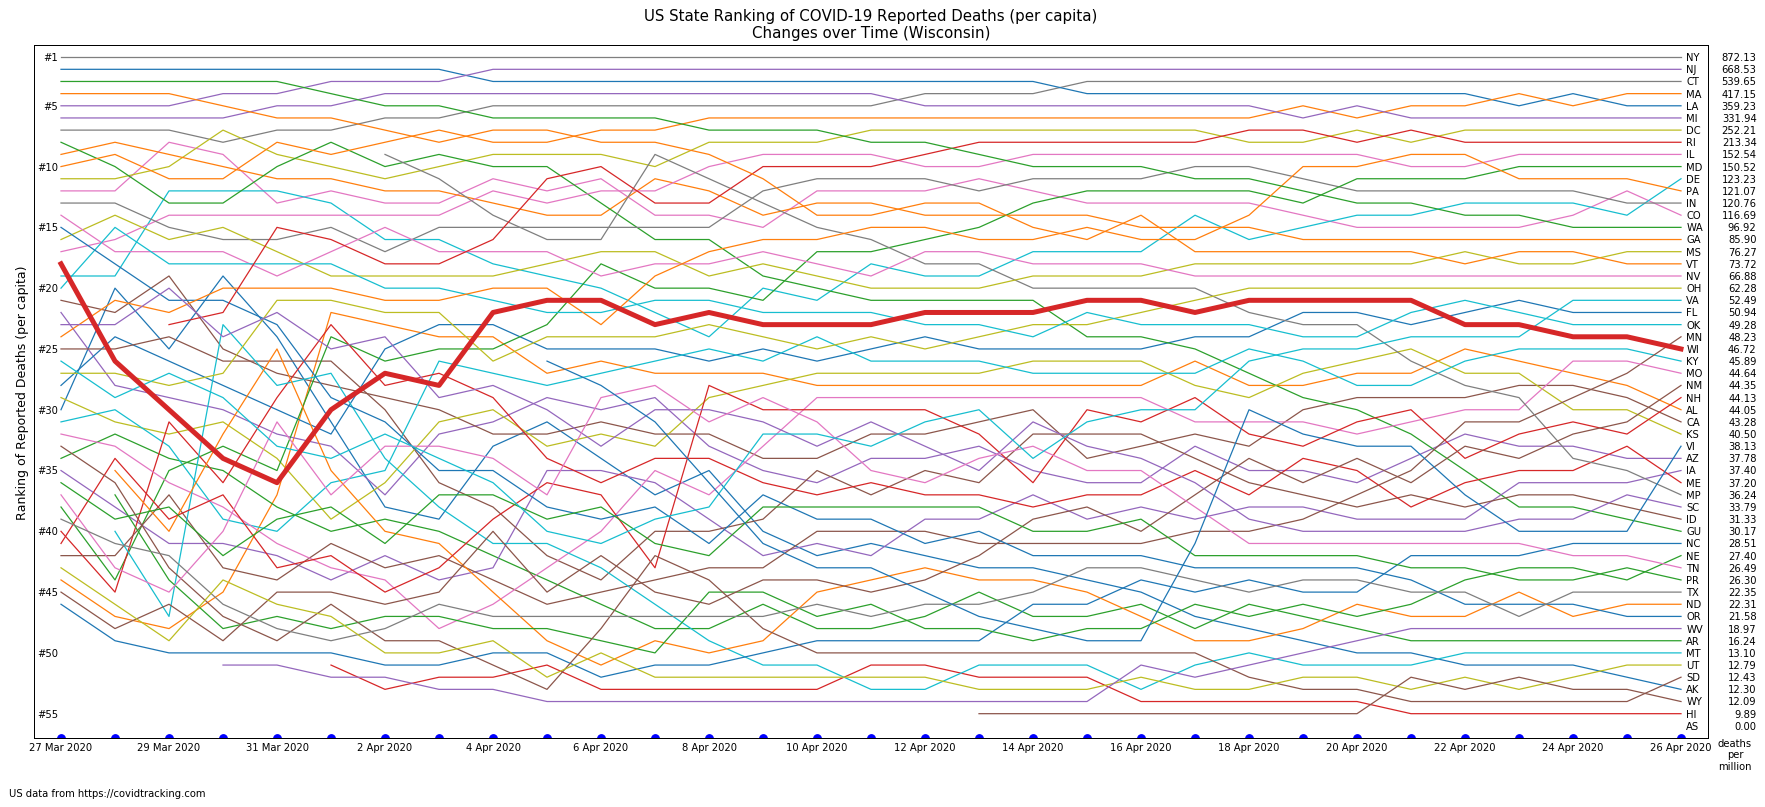 US State Ranking of COVID-19 Reported Deaths (per capita)
Changes over Time (Wisconsin)
Ranking of Reported Deaths (per capita)
#1
#5
#10
#15
#20
#25
#30
#35
#40
#45
#50
#55
NY 872.13
NJ 668.53
CT 539.65
MA 417.15
LA 359.23
MI 331.94
DC 252.21
RI 213.34
IL 152.54
MD 150.52
DE 123.23
PA 121.07
IN 120.76
CO 116.69
WA 96.92
GA 85.90
MS 76.27
VT 73.72
NV 66.88
OH 62.28
VA 52.49
FL 50.94
OK 49.28
MN 48.23
WI 46.72
KY 45.89
MO 44.64
NM 44.35
NH 44.13
AL 44.05
CA 43.28
KS 40.50
VI 38.13
AZ 37.78
IA 37.40
ME 37.20
MP 36.24
SC 33.79
ID 31.33
GU 30.17
NC 28.51
NE 27.40
TN 26.49
PR 26.30
TX 22.35
ND 22.31
OR 21.58
WV 18.97
AR 16.24
MT 13.10
UT 12.79
SD 12.43
AK 12.30
WY 12.09
HI 9.89
AS 0.00
27 Mar 2020 29 Mar 2020 31 Mar 2020 2 Apr 2020 4 Apr 2020 6 Apr 2020 8 Apr 2020 10 Apr 2020 12 Apr 2020 14 Apr 2020 16 Apr 2020 18 Apr 2020 20 Apr 2020 22 Apr 2020 24 Apr 2020 26 Apr 2020
deaths
per
million
US data from https://covidtracking.com